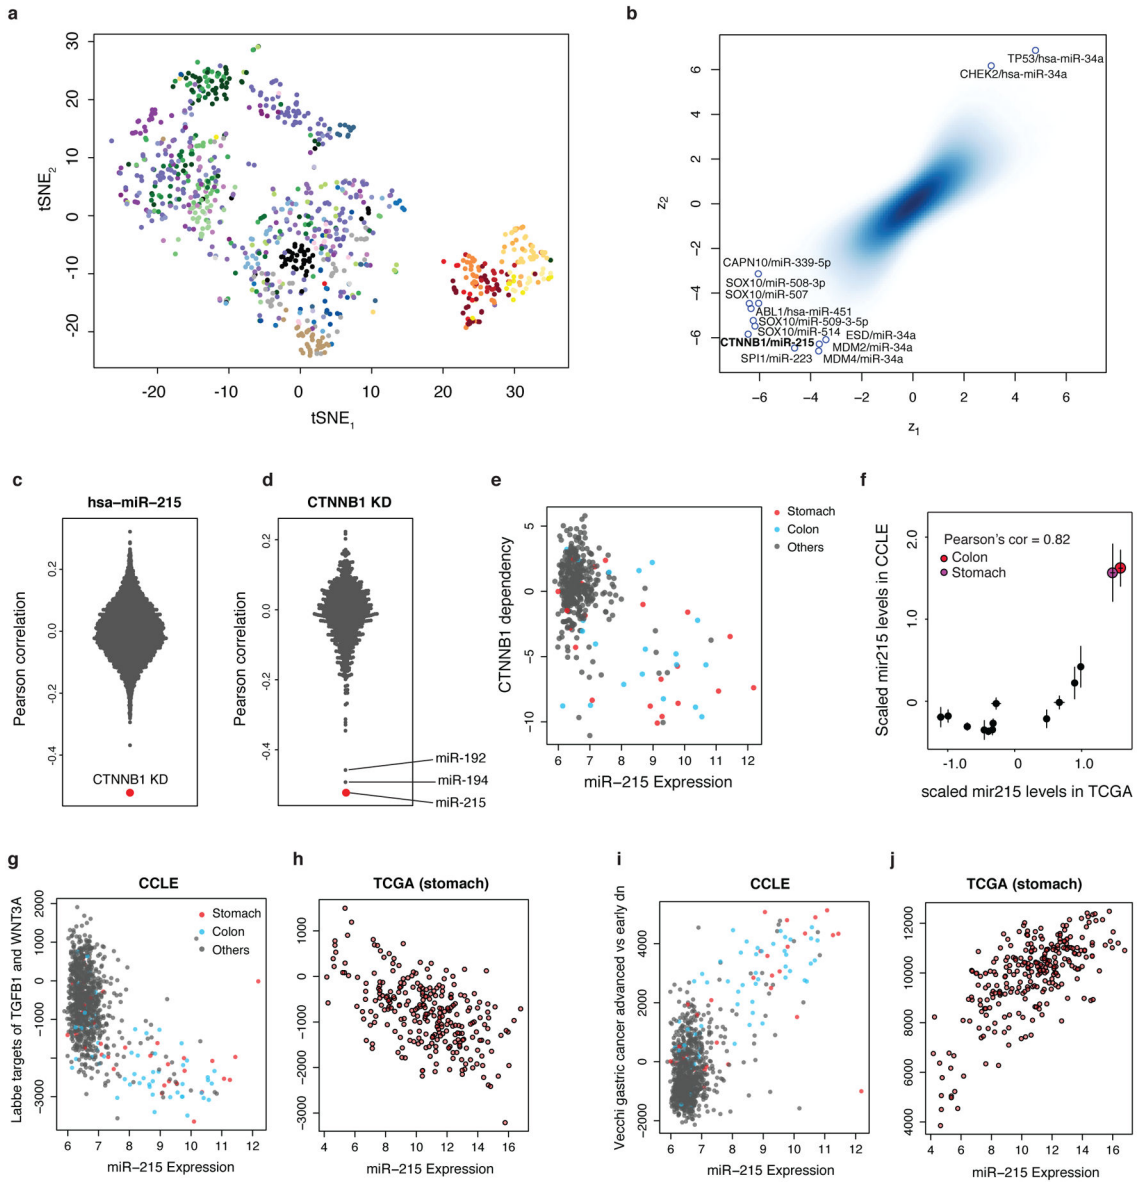 a
30
20
10
0
-10
-20
tSNE2
-20
-10
0
10
20
30
tSNE1
b
6
4
2
0
−2
−4
−6
z2
TP53/hsa-miR-34a
CHEK2/hsa-miR-34a
CAPN10/miR-339-5p
SOX10/miR-508-3p
SOX10/miR-507
ABL1/hsa-miR-451
SOX10/miR-509-3-5p
SOX10/miR-514
ESD/miR-34a
CTNNB1/miR-215
MDM2/miR-34a
SPI1/miR-223
MDM4/miR-34a
−6
−4
−2
0
2
4
6
z1
c
hsa−miR−215
Pearson correlation
0.2
0.0
-0.2
-0.4
CTNNB1 KD
d
CTNNB1 KD
Pearson correlation
0.2
0.0
-0.2
-0.4
miR-192
miR-194
miR-215
e
CTNNB1 dependency
5
0
−5
−10
6
7
8
9
10
11
12
miR−215 Expression
Stomach
Colon
Others
f
Scaled mir215 levels in CCLE
2.0
1.0
0
Pearson's cor = 0.82
Colon
Stomach
-1.0
0
1.0
scaled mir215 levels in TCGA
g
CCLE
Labbe targets of TGFB1 and WNT3A
2000
1000
0
−1000
−3000
Stomach
Colon
Others
6
7
8
9
10
11
12
miR−215 Expression
h
TCGA (stomach)
1000
0
−1000
−2000
−3000
4
6
8
10
12
14
16
miR−215 Expression
i
CCLE
Vecchi gastric cancer advanced vs early dn
4000
2000
0
−2000
6
7
8
9
10
11
12
miR−215 Expression
j
TCGA (stomach)
12000
10000
8000
6000
4000
4
6
8
10
12
14
16
miR−215 Expression